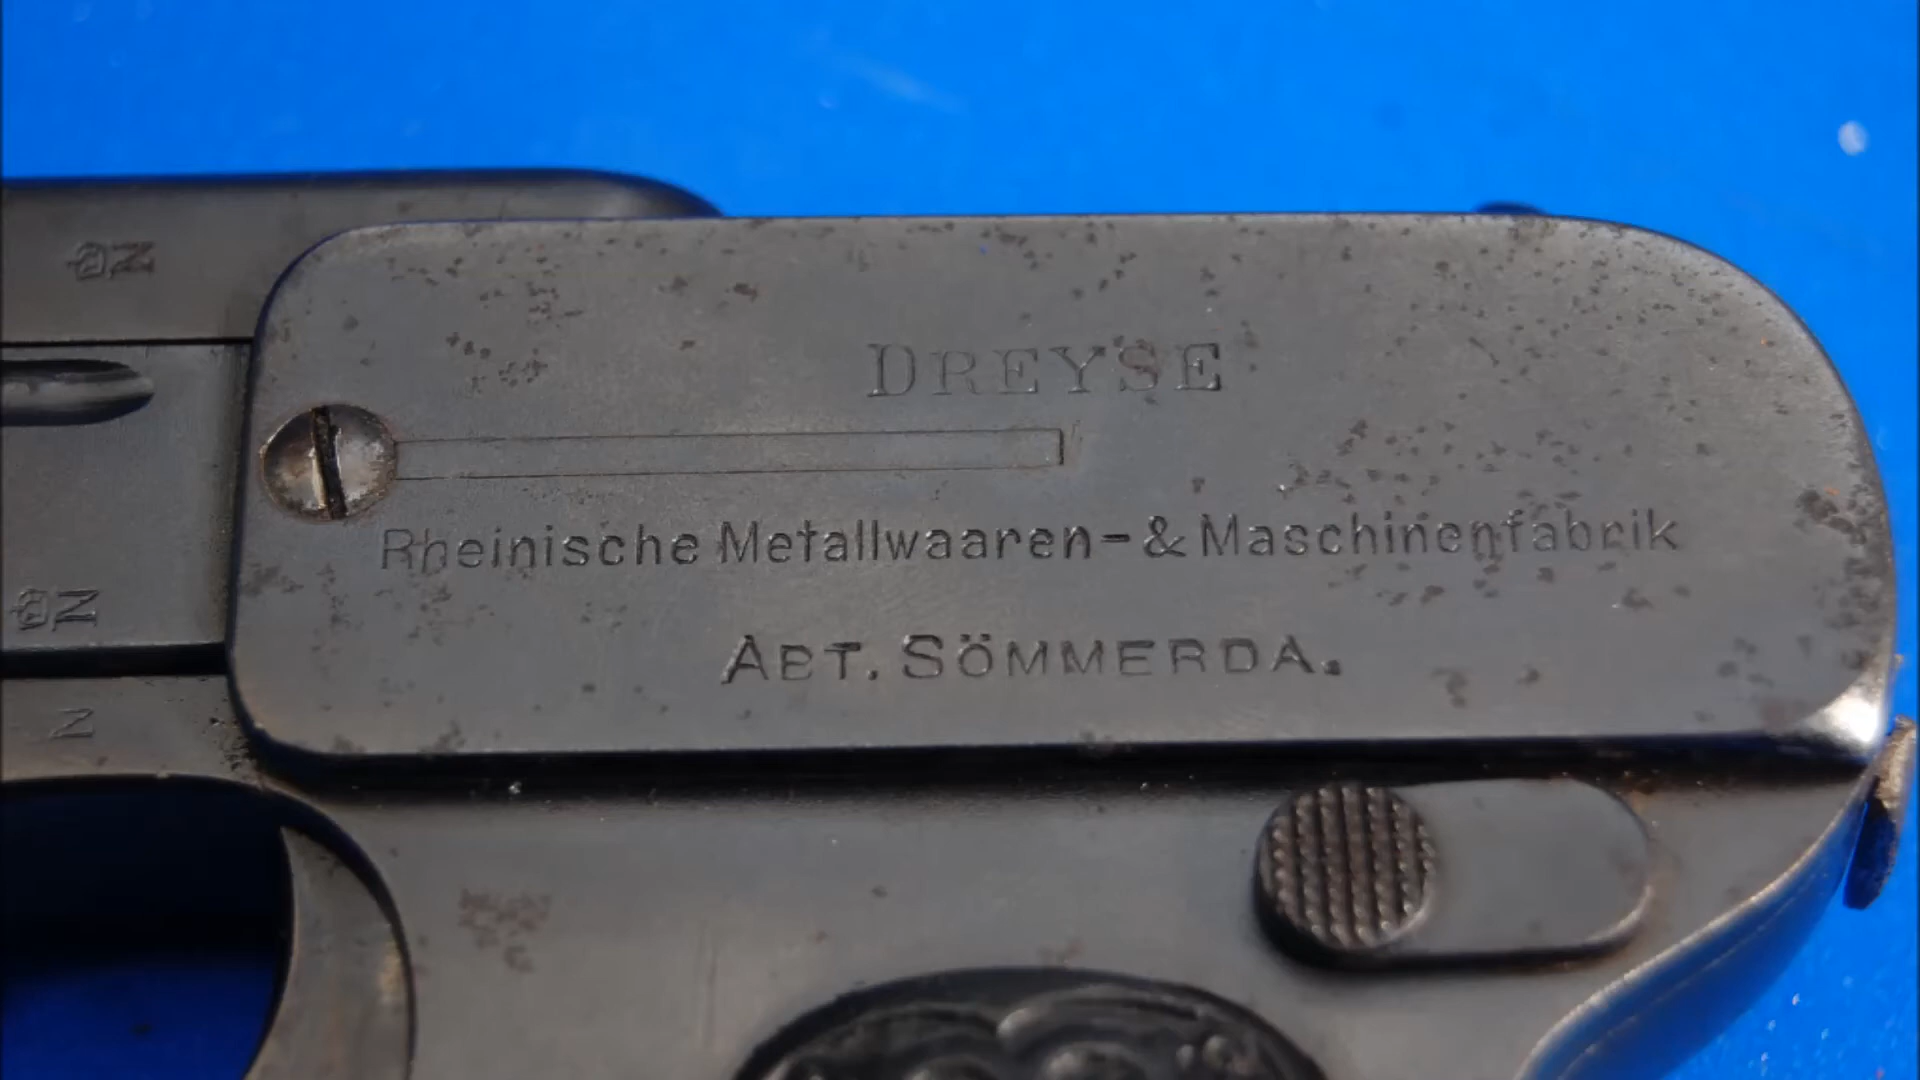 N
DREYSE
Rheinische Metallwaaren-& Maschinenfabrik
N
ABT. SÖMMERDA.
N